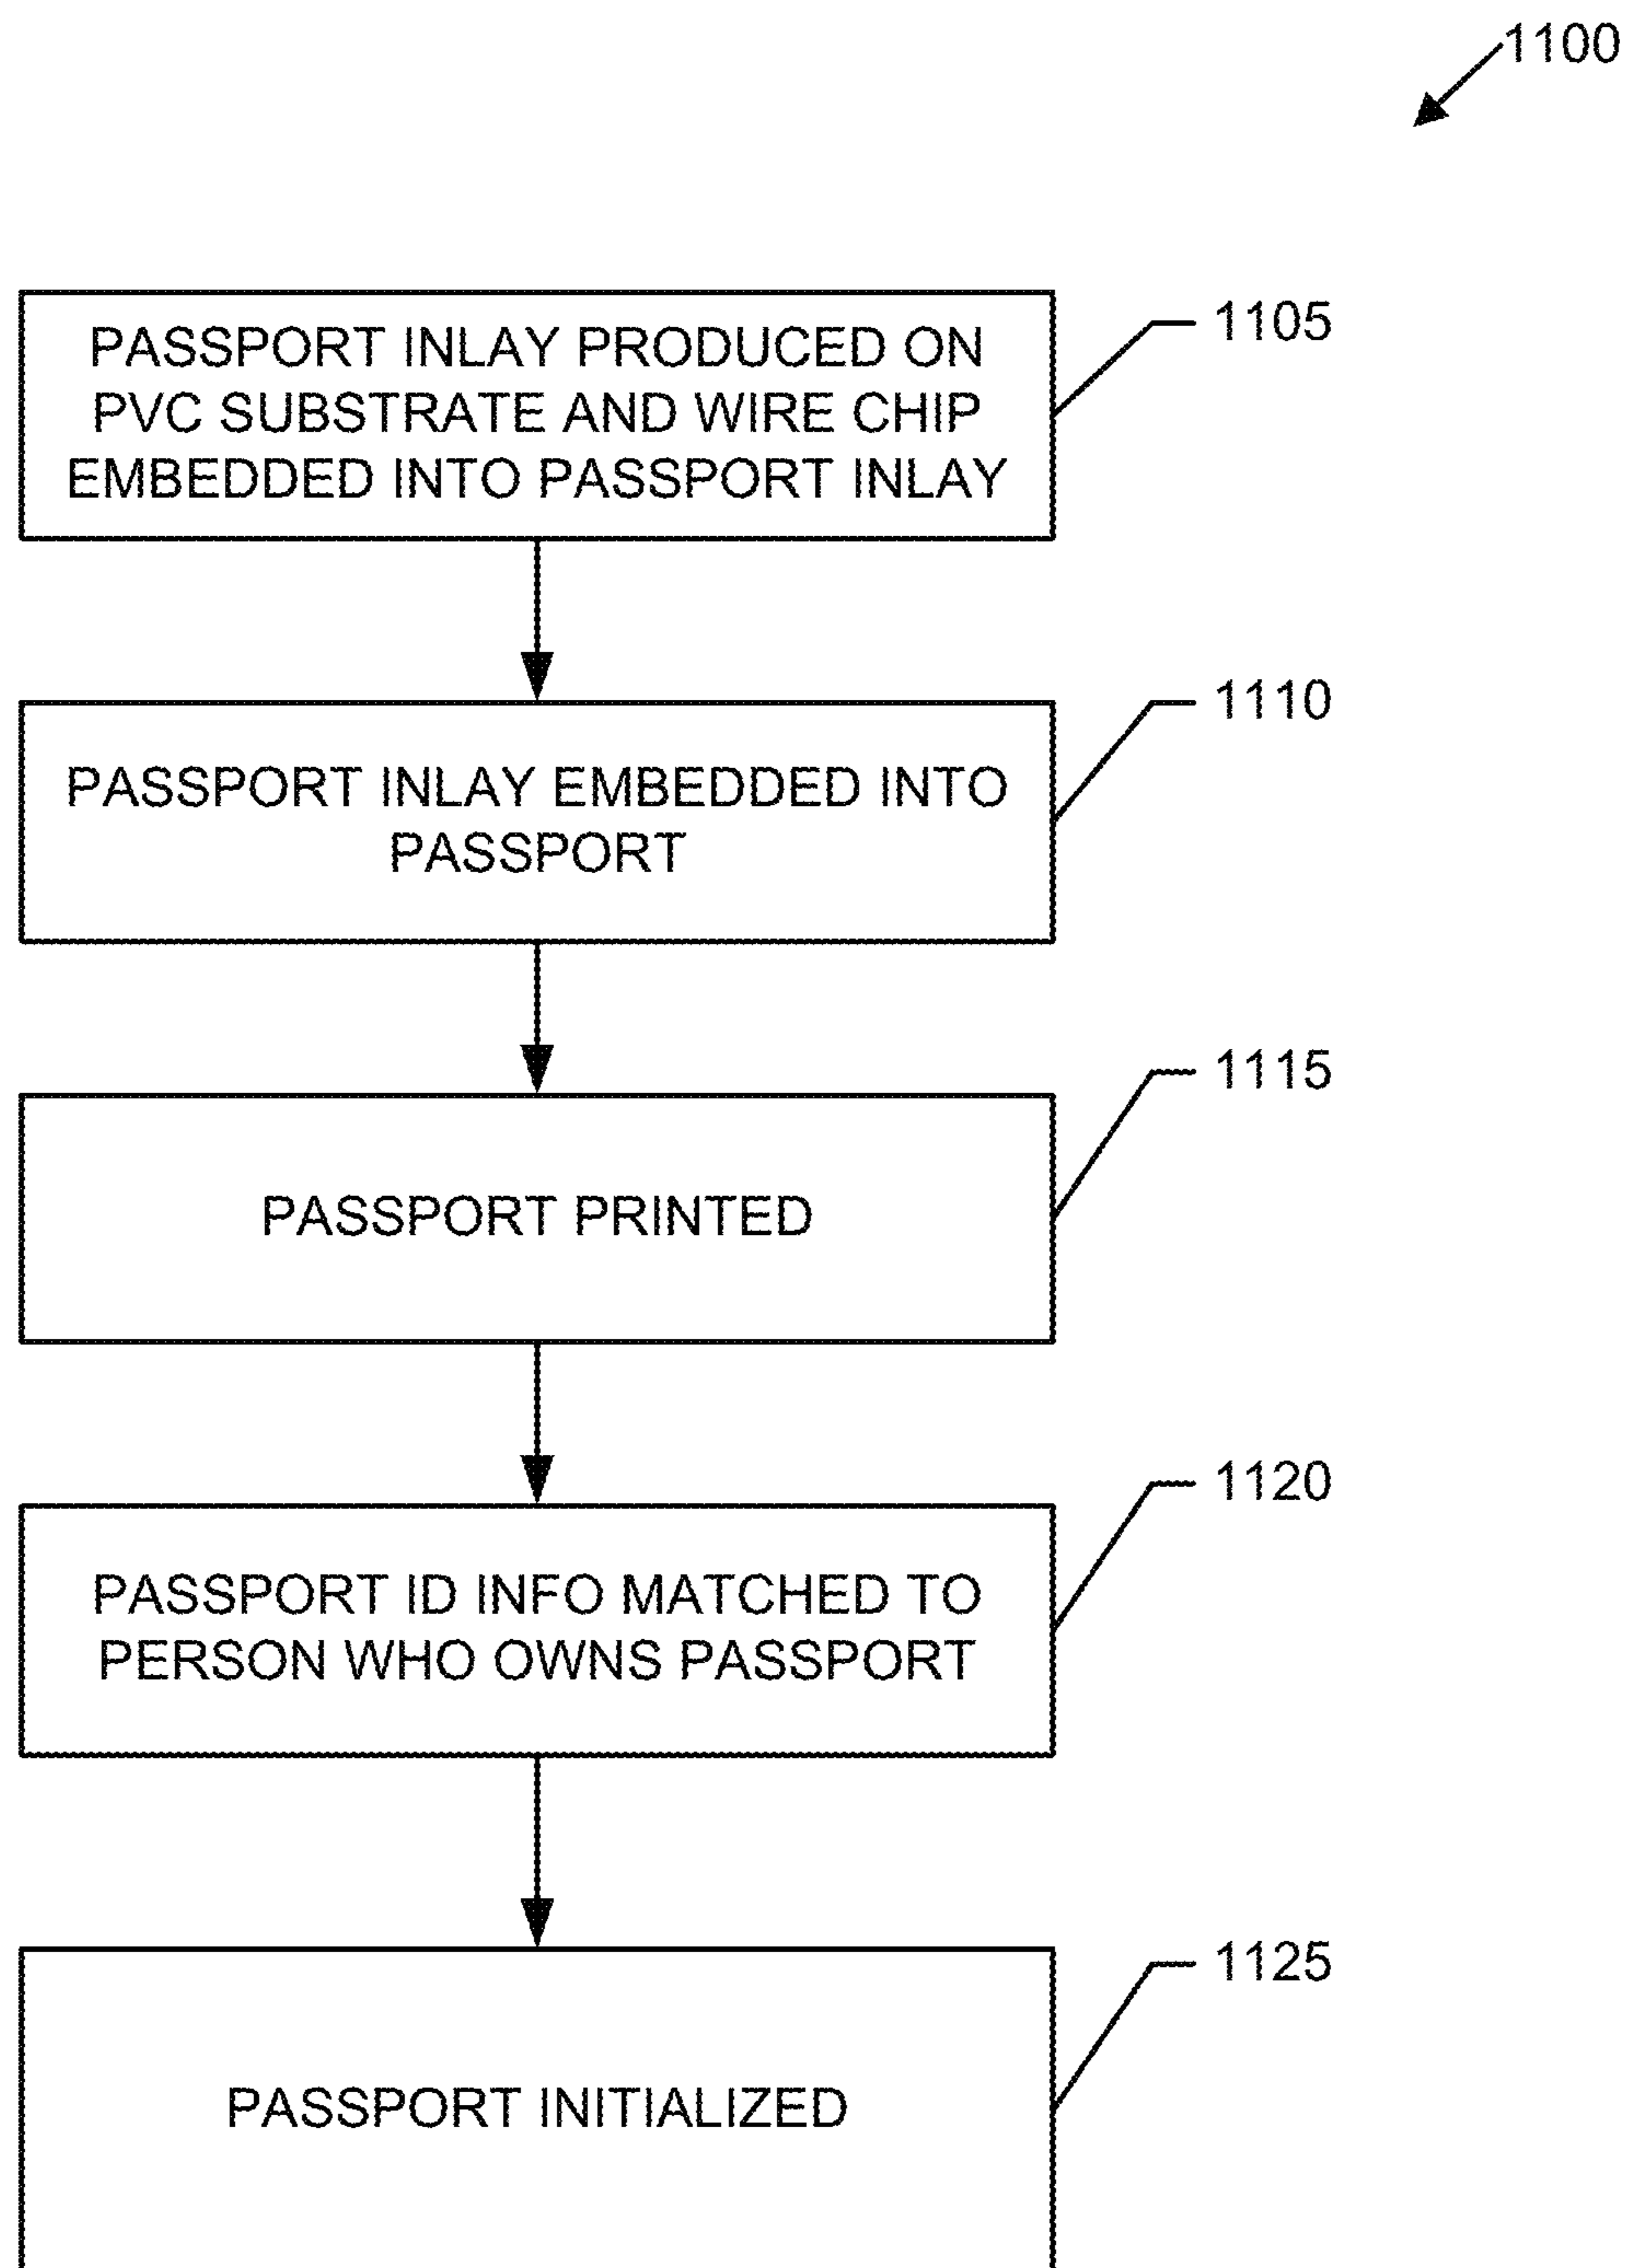 1100
PASSPORT INLAY PRODUCED ON
PVC SUBSTRATE AND WIRE CHIP
EMBEDDED INTO PASSPORT INLAY
1105
PASSPORT INLAY EMBEDDED INTO
PASSPORT
1110
PASSPORT PRINTED
1115
PASSPORT ID INFO MATCHED TO
PERSON WHO OWNS PASSPORT
1120
PASSPORT INITIALIZED
1125